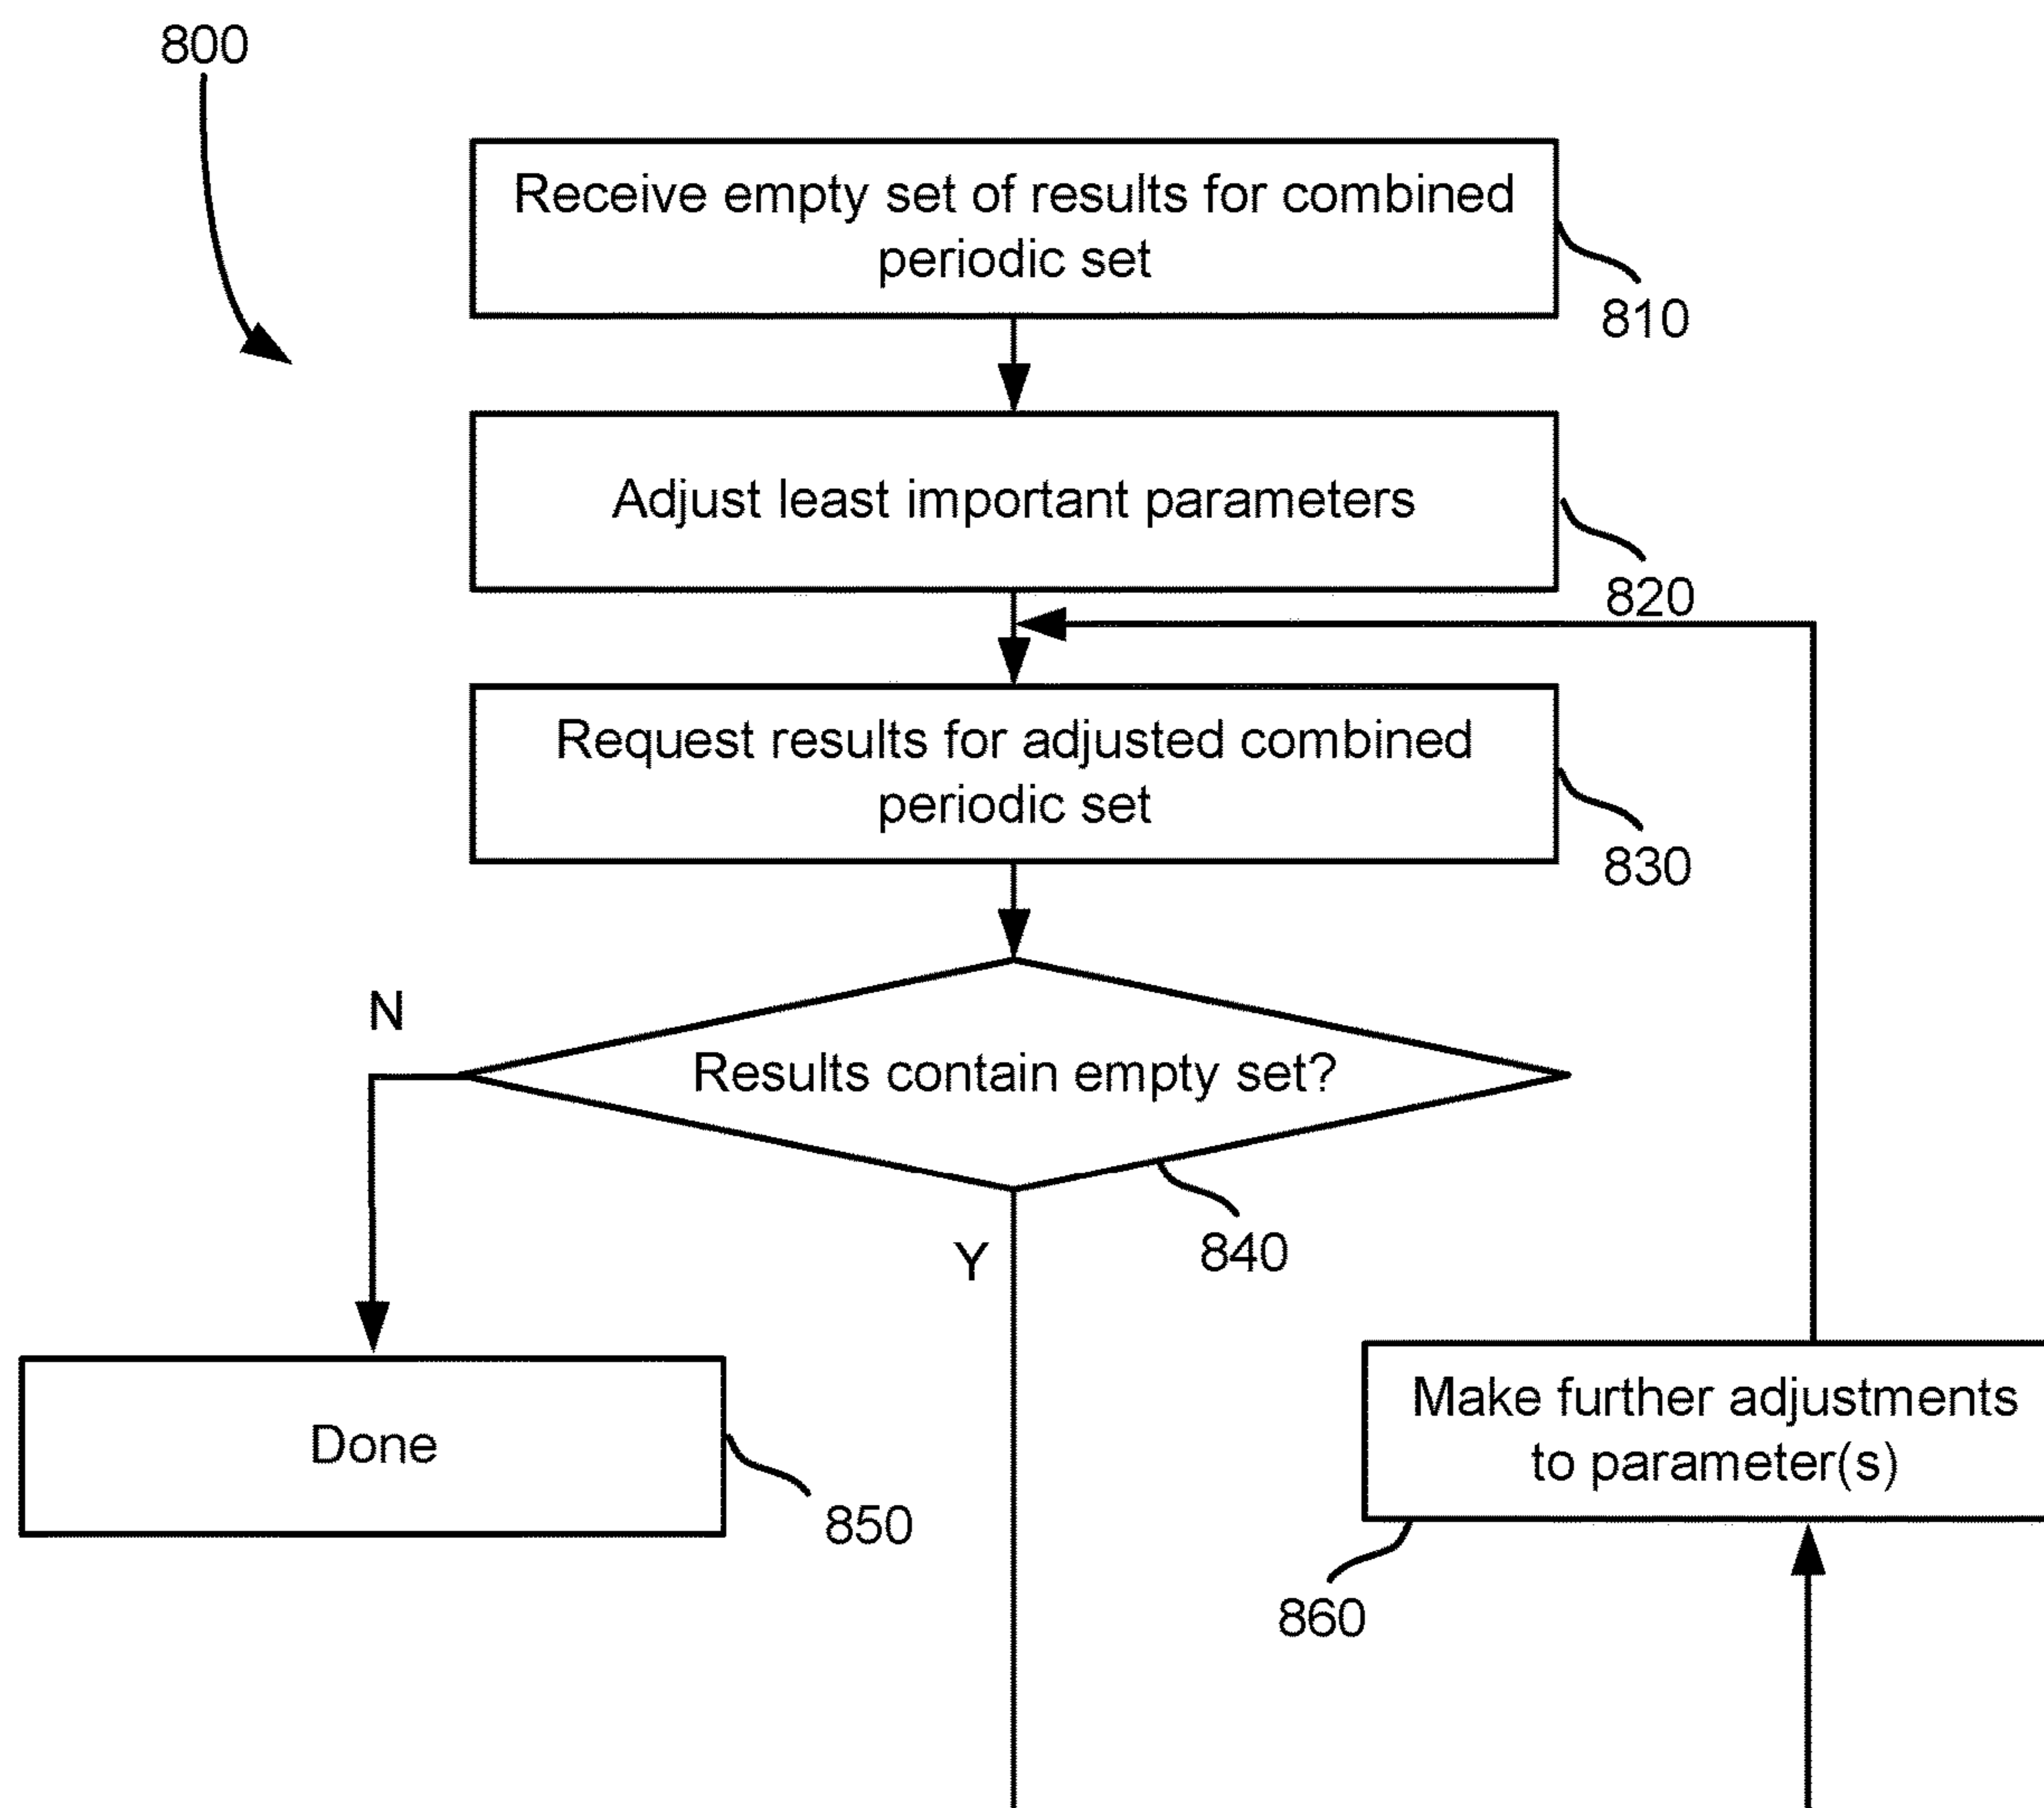 800
Receive empty set of results for combined
periodic set
810
Adjust least important parameters
820
Request results for adjusted combined
periodic set
830
N
Results contain empty set?
840
Y
Done
850
Make further adjustments
to parameter(s)
860